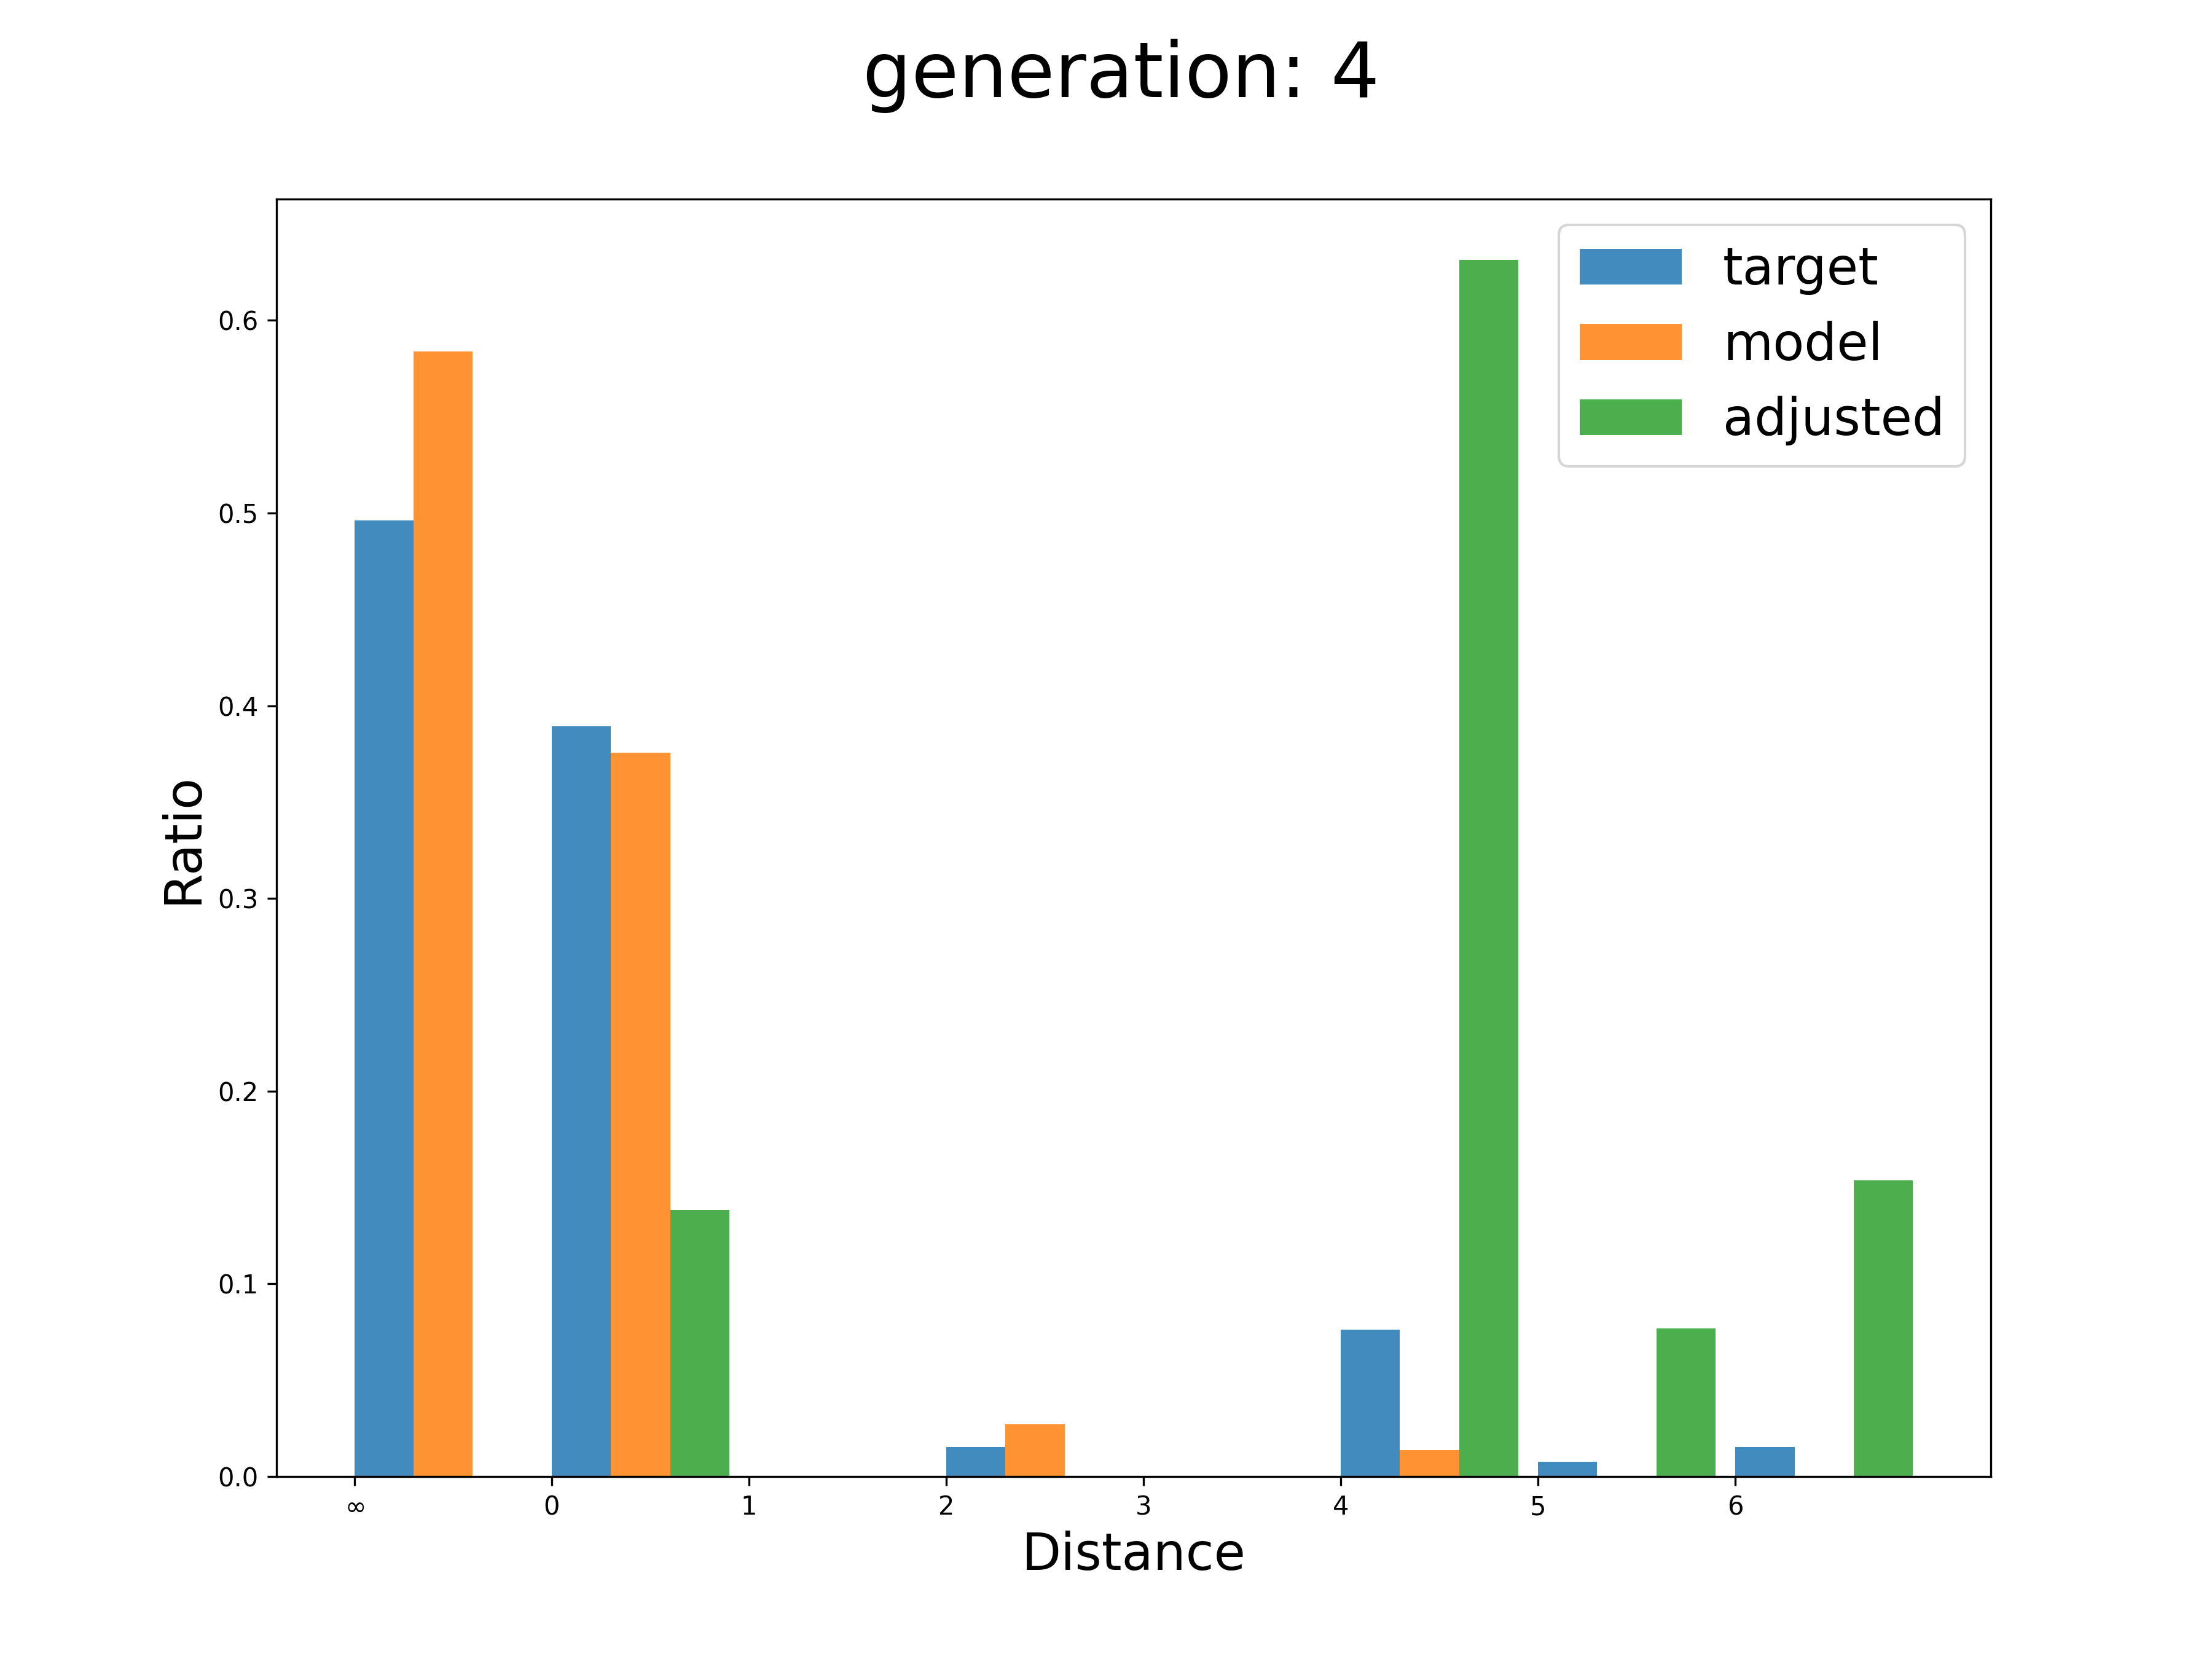 generation: 4
target
model
adjusted
Ratio
0.6
0.5
0.4
0.3
0.2
0.1
0.0
∞ 0 1 2 3 4 5 6
Distance